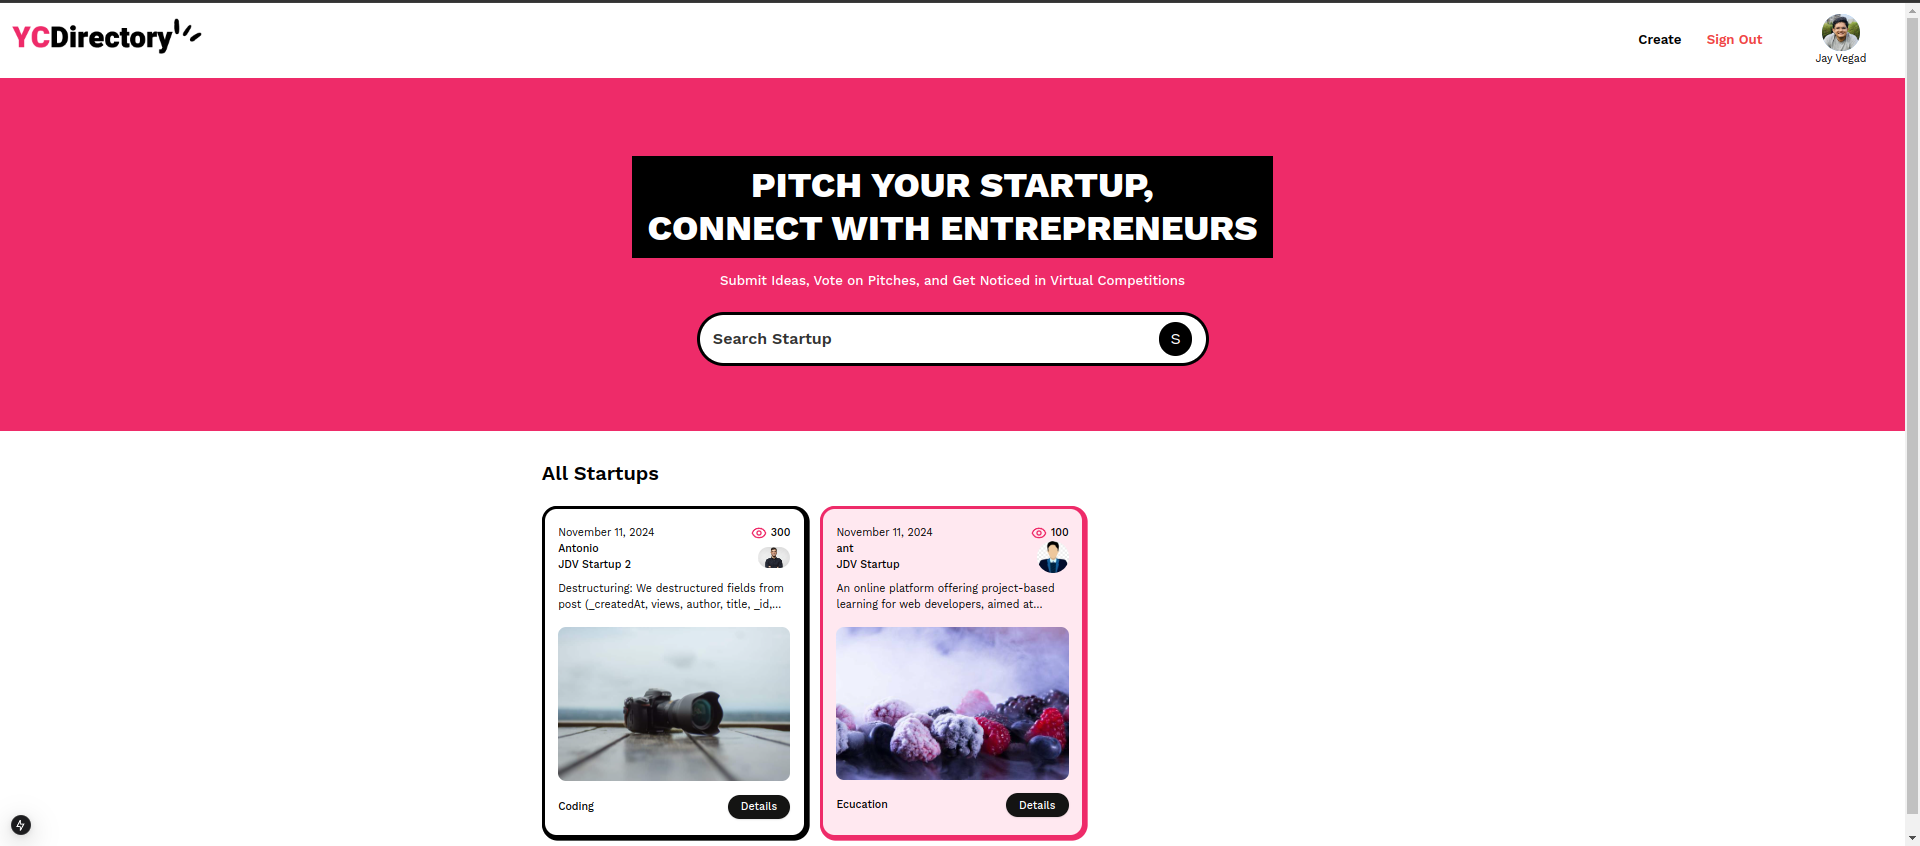 YCDirectory
Create
Sign Out
Jay Vegad
PITCH YOUR STARTUP,
CONNECT WITH ENTREPRENEURS
Submit Ideas, Vote on Pitches, and Get Noticed in Virtual Competitions
Search Startup
S
All Startups
November 11, 2024
300
Antonio
JDV Startup 2
Destructuring: We destructured fields from
post (_createdAt, views, author, title, _id,...
Coding
Details
November 11, 2024
100
ant
JDV Startup
An online platform offering project-based
learning for web developers, aimed at...
Ecucation
Details